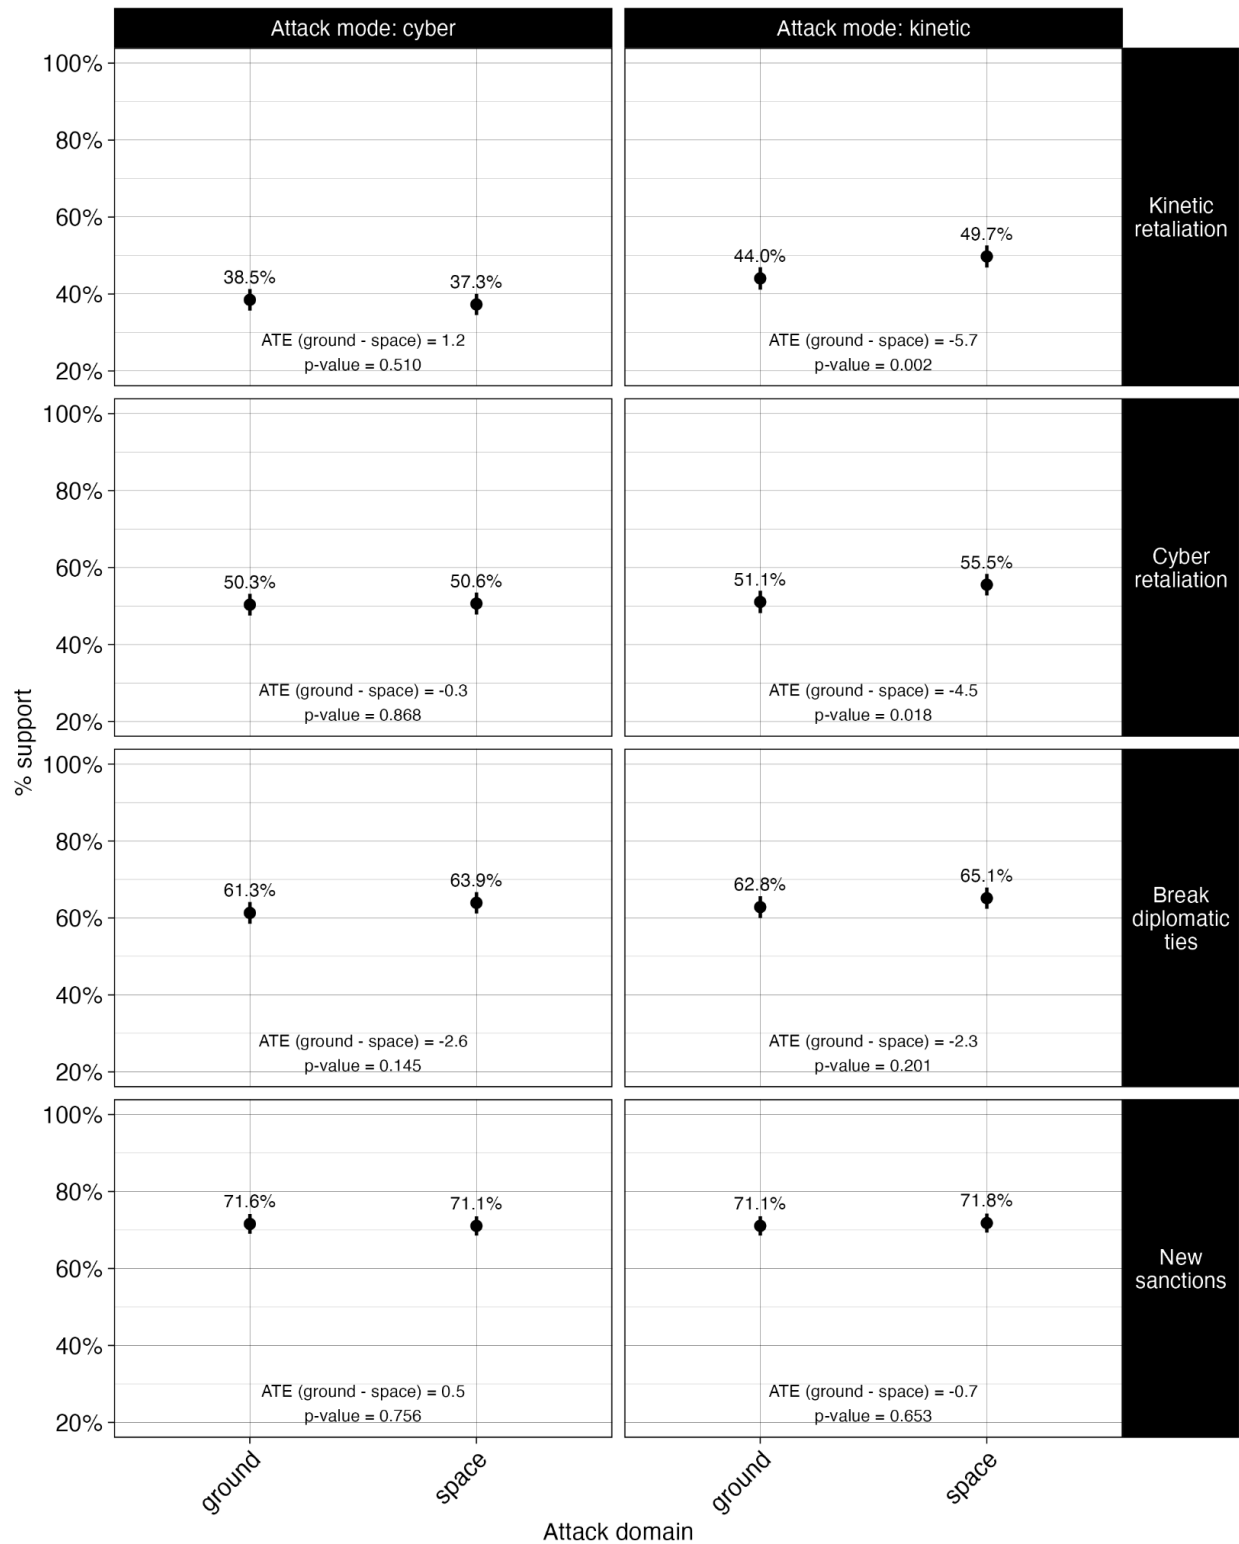 Attack mode: cyber
Attack mode: kinetic
100%
80%
60%
40%
20%
38.5%
37.3%
ATE (ground - space) = 1.2
p-value = 0.510
44.0%
49.7%
ATE (ground - space) = -5.7
p-value = 0.002
Kinetic
retaliation
100%
80%
60%
40%
20%
50.3%
50.6%
ATE (ground - space) = -0.3
p-value = 0.868
51.1%
55.5%
ATE (ground - space) = -4.5
p-value = 0.018
Cyber
retaliation
% support
100%
80%
60%
40%
20%
61.3%
63.9%
ATE (ground - space) = -2.6
p-value = 0.145
62.8%
65.1%
ATE (ground - space) = -2.3
p-value = 0.201
Break
diplomatic
ties
100%
80%
60%
40%
20%
71.6%
71.1%
ATE (ground - space) = 0.5
p-value = 0.756
71.1%
71.8%
ATE (ground - space) = -0.7
p-value = 0.653
New
sanctions
ground
space
ground
space
Attack domain